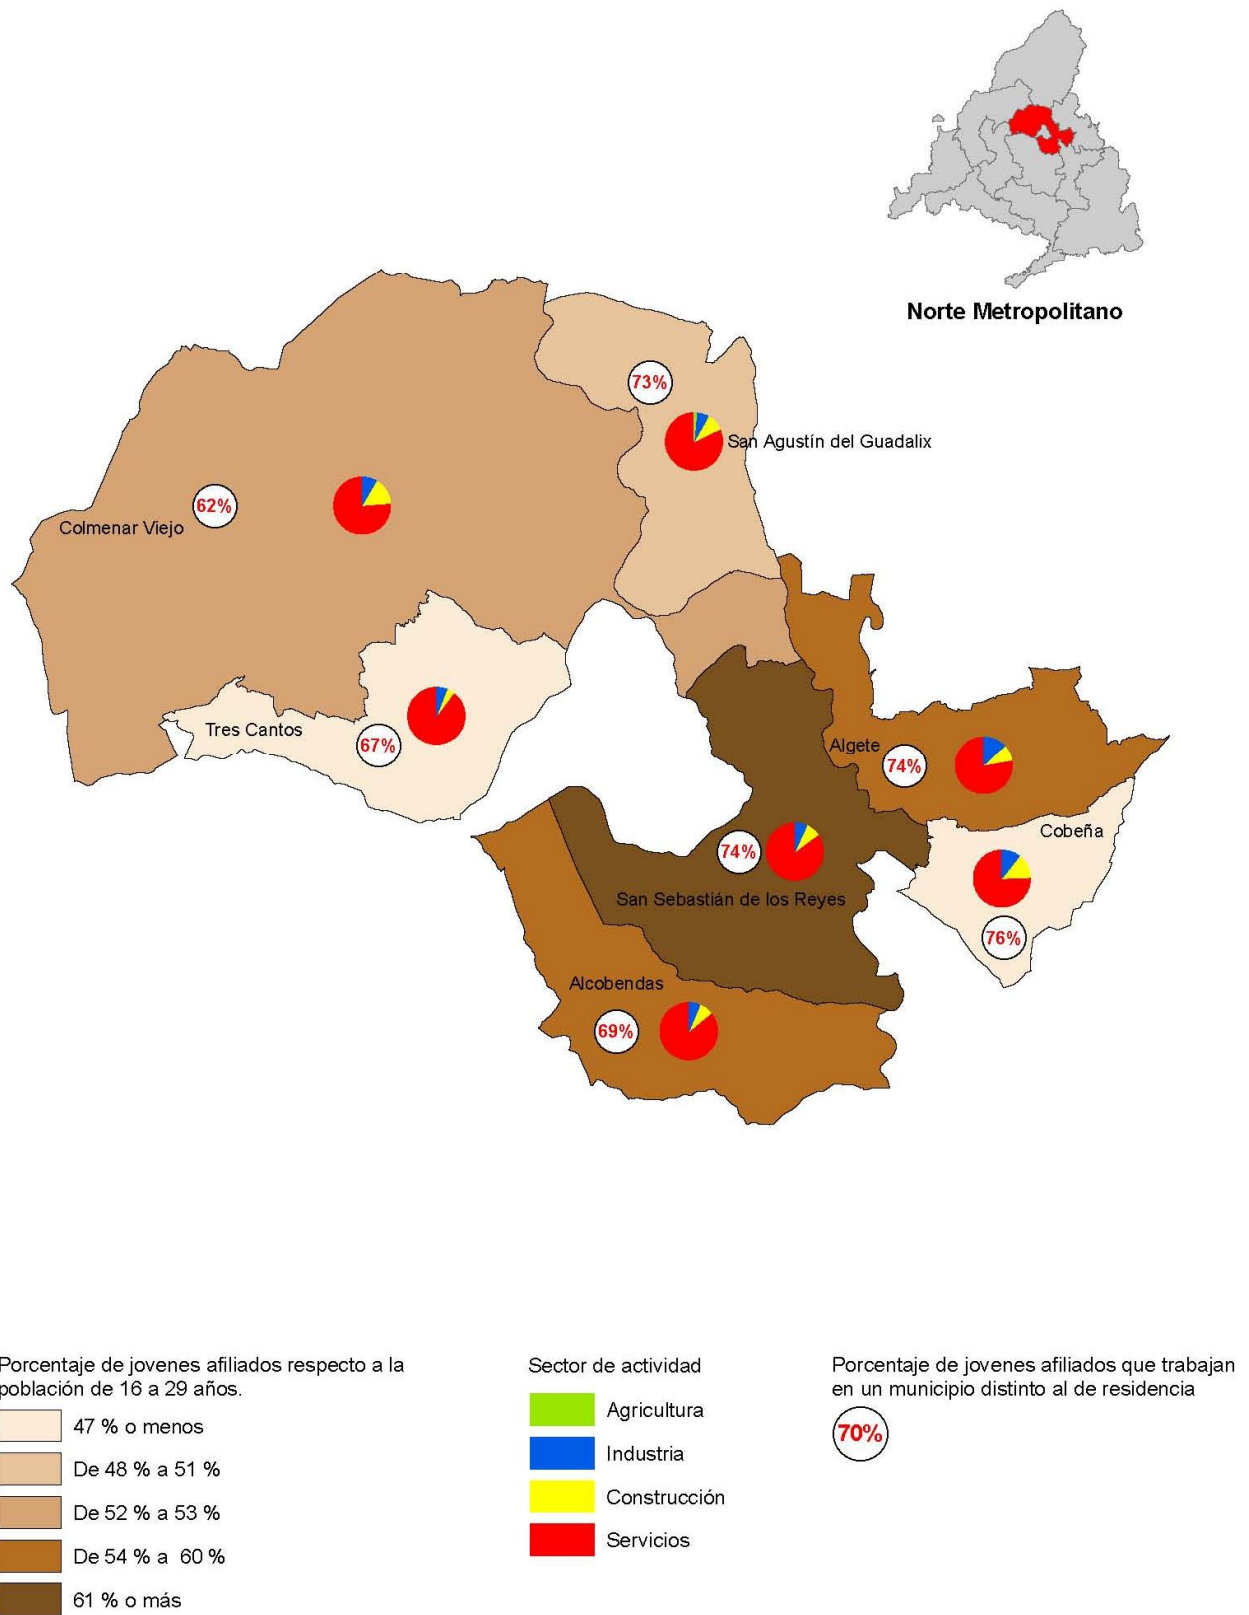 Norte Metropolitano
73%
San Agustín del Guadalix
62%
Colmenar Viejo
Tres Cantos
67%
Algete
74%
Cobeña
74%
San Sebastián de los Reyes
76%
Alcobendas
69%
Porcentaje de jovenes afiliados respecto a la
población de 16 a 29 años.
47 % o menos
De 48 % a 51 %
De 52 % a 53 %
De 54 % a 60 %
61 % o más
Sector de actividad
Agricultura
Industria
Construcción
Servicios
Porcentaje de jovenes afiliados que trabajan
en un municipio distinto al de residencia
70%